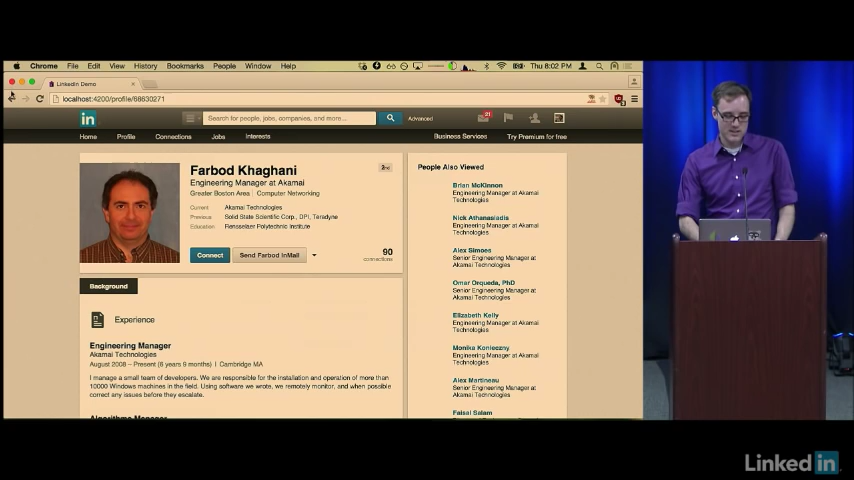 Chrome File Edit View History Bookmarks People Window Help
Thu 8:02 PM
LinkedIn Demo
localhost:4200/profile/68630271
in
Search for people, jobs, companies, and more...
Advanced
21
Home Profile Connections Jobs Interests
Business Services Try Premium for free
Farbod Khaghani
2nd
Engineering Manager at Akamai
Greater Boston Area Computer Networking
Current Akamai Technologies
Previous Solid State Scientific Corp., DPI, Teradyne
Education Rensselaer Polytechnic Institute
Connect
Send Farbod InMail
90
connections
Background
Experience
Engineering Manager
Akamai Technologies
August 2008 – Present (6 years 9 months) | Cambridge MA
I manage a small team of developers. We are responsible for the installation and operation of more than
10000 Windows machines in the field. Using software we wrote, we remotely monitor, and when possible
correct any issues before they escalate.
Algorithms Manager
People Also Viewed
Brian McKinnon
Engineering Manager at Akamai
Technologies
Nick Athanasiadis
Engineering Manager at Akamai
Technologies
Alex Simoes
Senior Engineering Manager at
Akamai Technologies
Omar Orqueda, PhD
Senior Engineering Manager at
Akamai Technologies
Elizabeth Kelly
Engineering Manager at Akamai
Technologies
Monika Konieczny
Engineering Manager at Akamai
Technologies
Alex Martineau
Senior Engineering Manager at
Akamai Technologies
Faisal Salam
LinkedIn